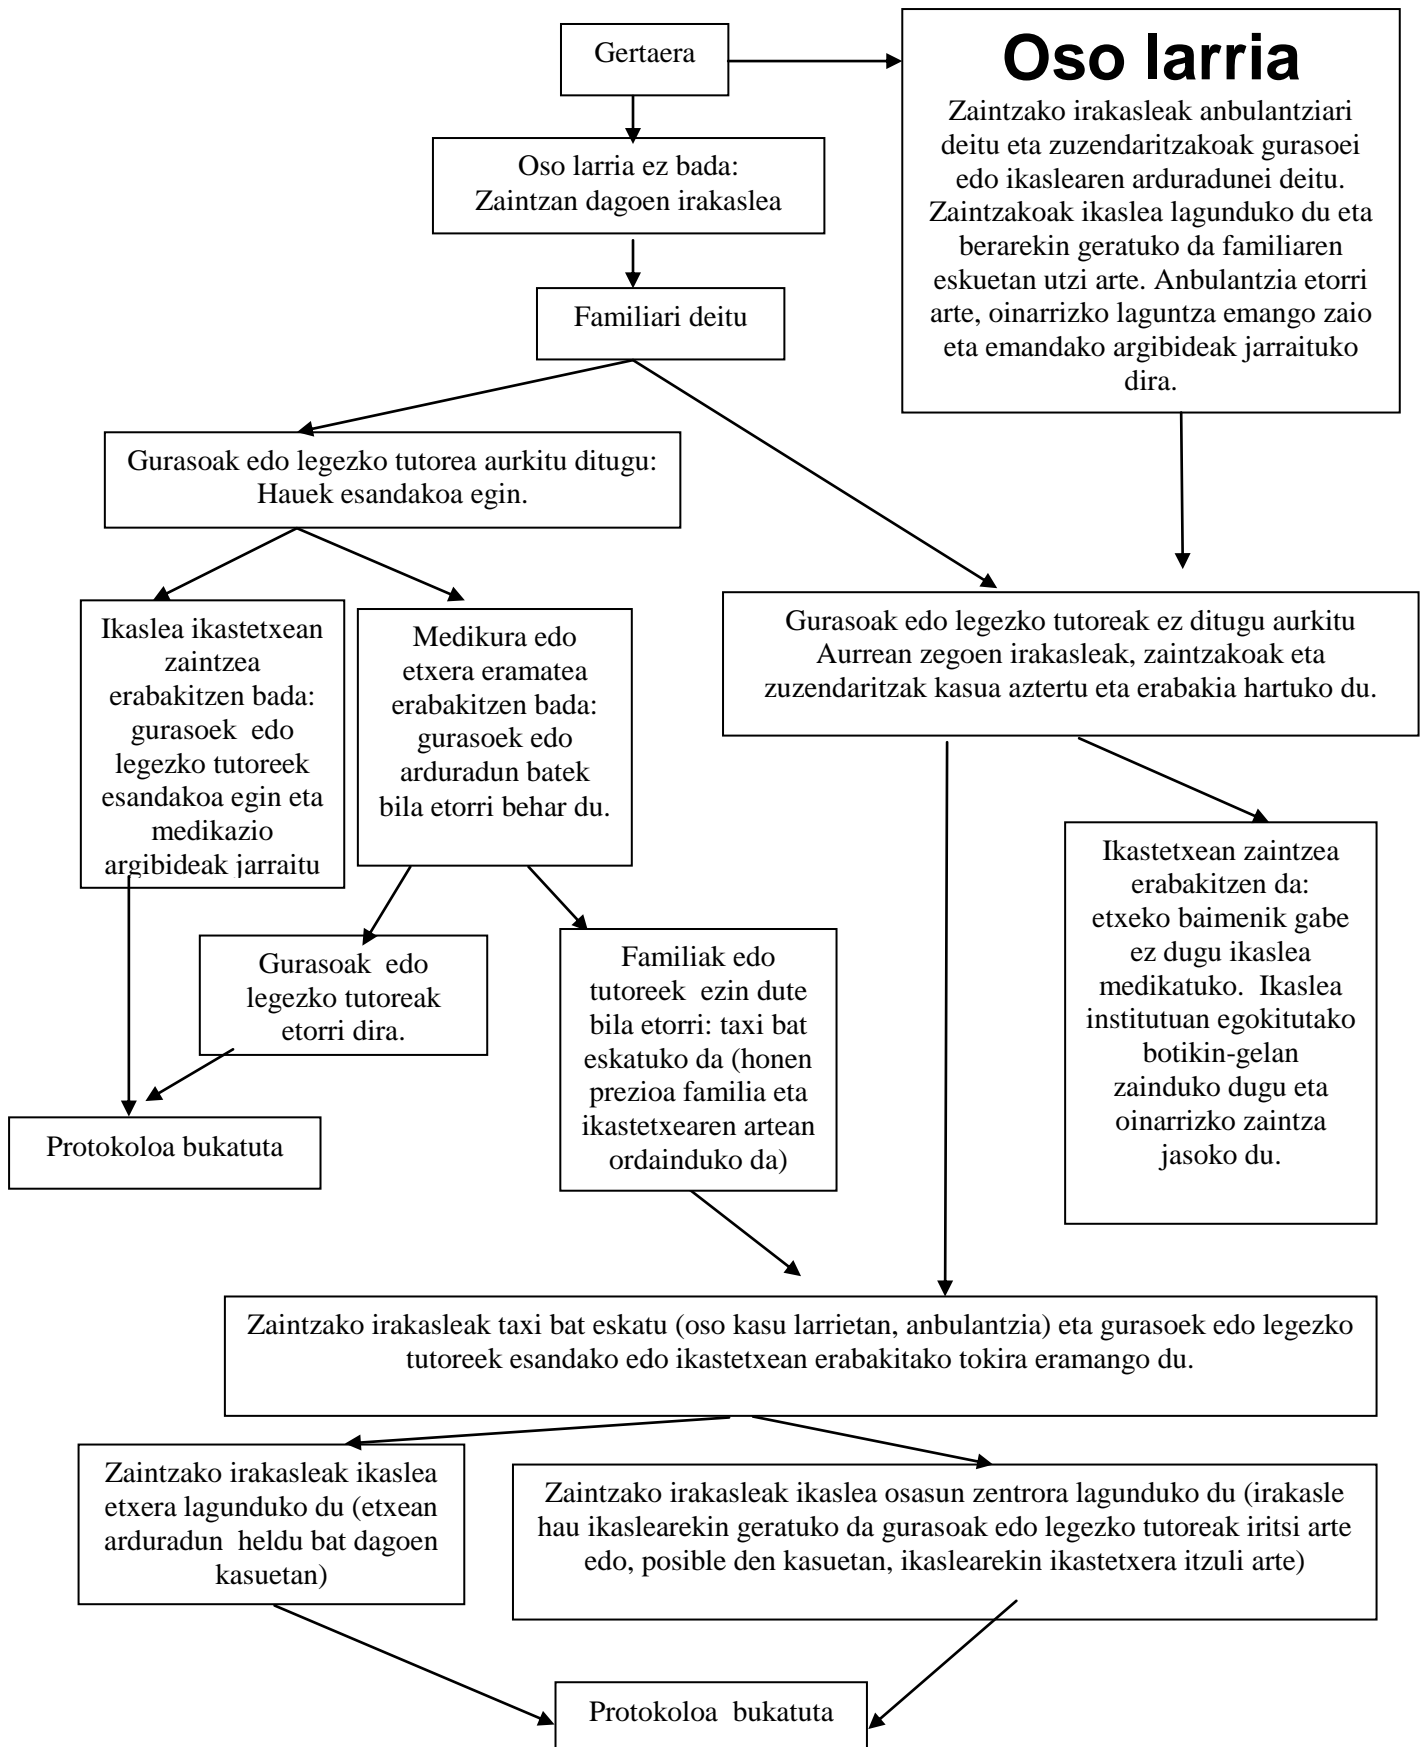 Gertaera
Oso larria
Zaintzako irakasleak anbulantziari
deitu eta zuzendaritzakoak gurasoei
edo ikaslearen arduradunei deitu.
Zaintzakoak ikaslea lagunduko du eta
berarekin geratuko da familiaren
eskuetan utzi arte. Anbulantzia etorri
arte, oinarrizko laguntza emango zaio
eta emandako argibideak jarraituko
dira.
Oso larria ez bada:
Zaintzan dagoen irakaslea
Familiari deitu
Gurasoak edo legezko tutorea aurkitu ditugu:
Hauek esandakoa egin.
Ikaslea ikastetxean
zaintzea
erabakitzen bada:
gurasoek edo
legezko tutoreek
esandakoa egin eta
medikazio
argibideak jarraitu
Medikura edo
etxera eramatea
erabakitzen bada:
gurasoek edo
arduradun batek
bila etorri behar du.
Gurasoak edo legezko tutoreak ez ditugu aurkitu
Aurrean zegoen irakasleak, zaintzakoak eta
zuzendaritzak kasua aztertu eta erabakia hartuko du.
Ikastetxean zaintzea
erabakitzen da:
etxeko baimenik gabe
ez dugu ikaslea
medikatuko. Ikaslea
institutuan egokitutako
botikin-gelan
zainduko dugu eta
oinarrizko zaintza
jasoko du.
Gurasoak edo
legezko tutoreak
etorri dira.
Familiak edo
tutoreek ezin dute
bila etorri: taxi bat
eskatuko da (honen
prezioa familia eta
ikastetxearen artean
ordainduko da)
Protokoloa bukatuta
Zaintzako irakasleak taxi bat eskatu (oso kasu larrietan, anbulantzia) eta gurasoek edo legezko
tutoreek esandako edo ikastetxean erabakitako tokira eramango du.
Zaintzako irakasleak ikaslea
etxera lagunduko du (etxean
arduradun heldu bat dagoen
kasuetan)
Zaintzako irakasleak ikaslea osasun zentrora lagunduko du (irakasle
hau ikaslearekin geratuko da gurasoak edo legezko tutoreak iritsi arte
edo, posible den kasuetan, ikaslearekin ikastetxera itzuli arte)
Protokoloa bukatuta